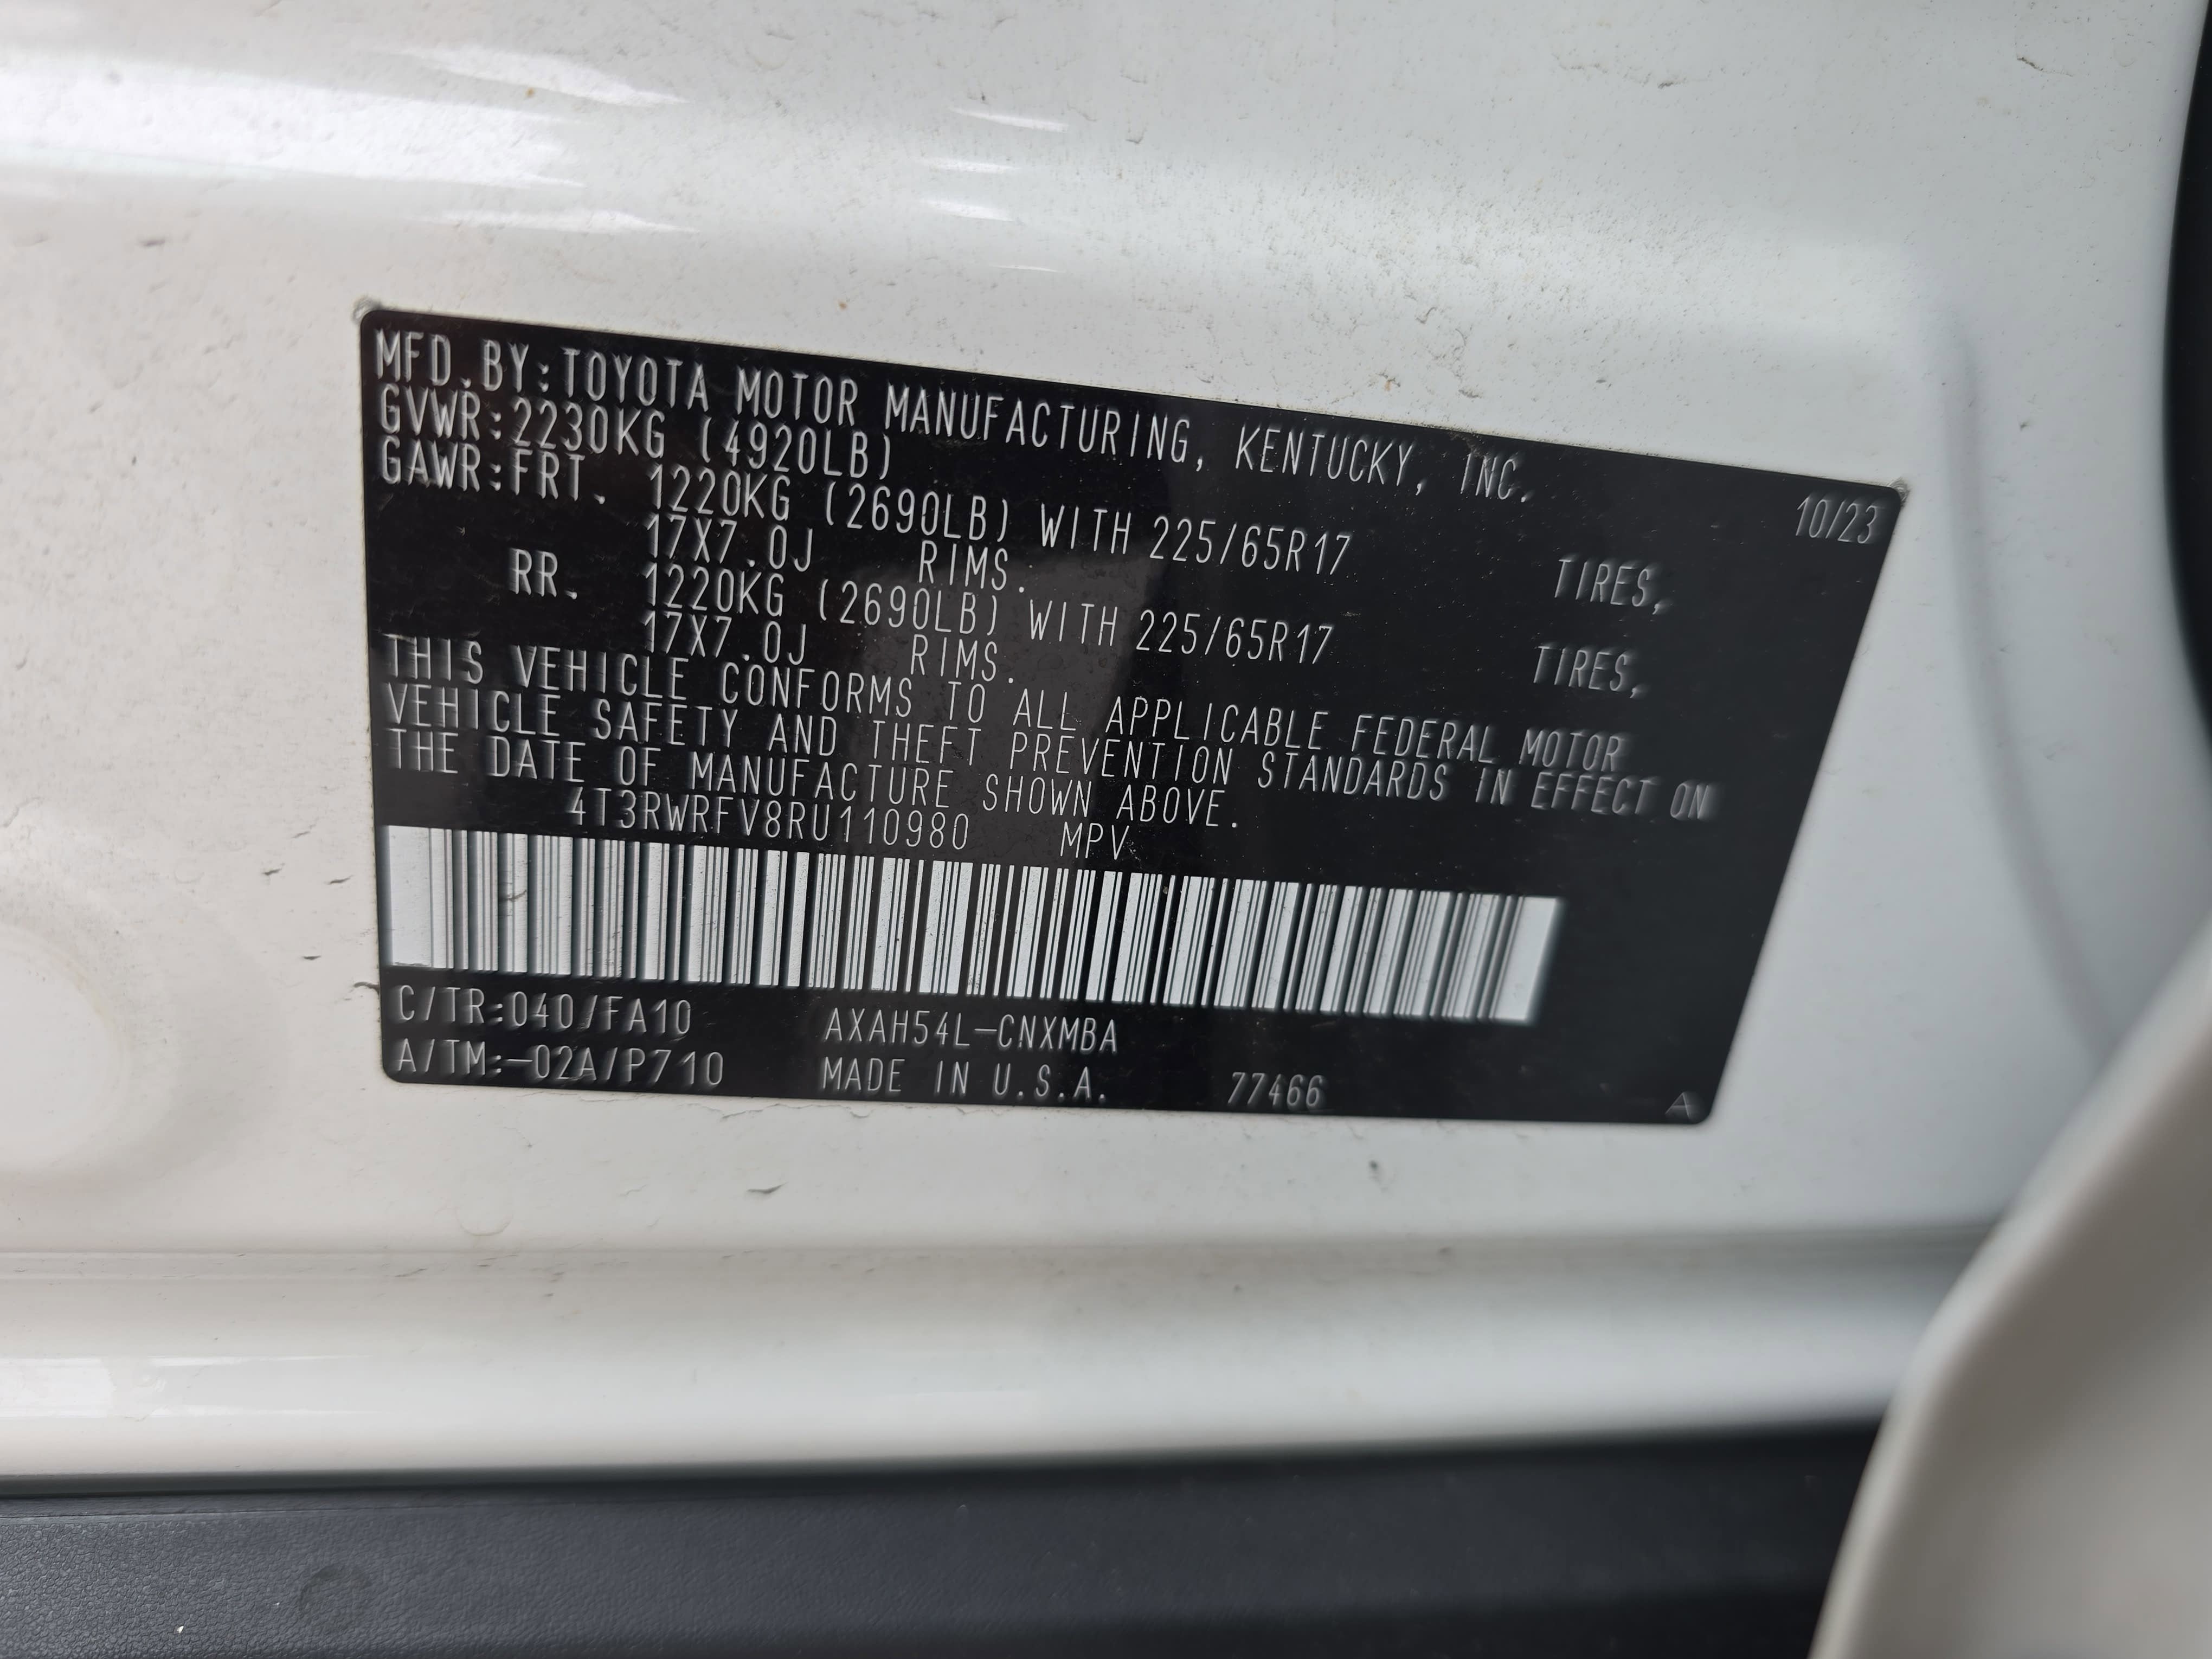 MFD.BY:TOYOTA MOTOR MANUFACTURING, KENTUCKY, INC. 10/23
GVWR:2230KG (4920LB)
GAWR:FRT. 1220KG (2690LB) WITH 225/65R17 TIRES,
17X7.0J RIMS.
RR. 1220KG (2690LB) WITH 225/65R17 TIRES,
17X7.0J RIMS.
THIS VEHICLE CONFORMS TO ALL APPLICABLE FEDERAL MOTOR
VEHICLE SAFETY AND THEFT PREVENTION STANDARDS IN EFFECT ON
THE DATE OF MANUFACTURE SHOWN ABOVE.
4T3RWRFV8RU110980 MPV
C/TR:040/FA10 AXAH54L-CNXMBA
A/TM:-02A/P710 MADE IN U.S.A. 77466 A